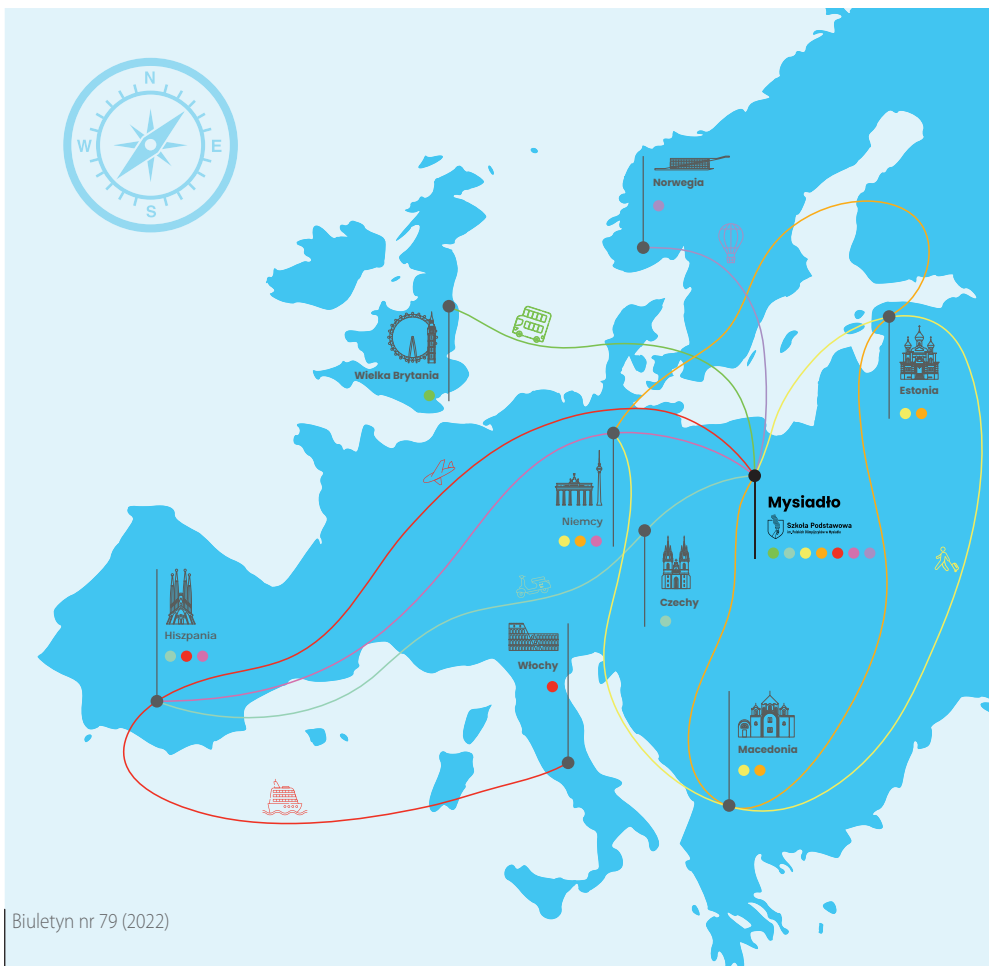 N
W
E
S
Norwegia
Wielka Brytania
Estonia
Mysiadło
Szkoła Podstawowa
Niemcy
Czechy
Hiszpania
Włochy
Macedonia
Biuletyn nr 79 (2022)